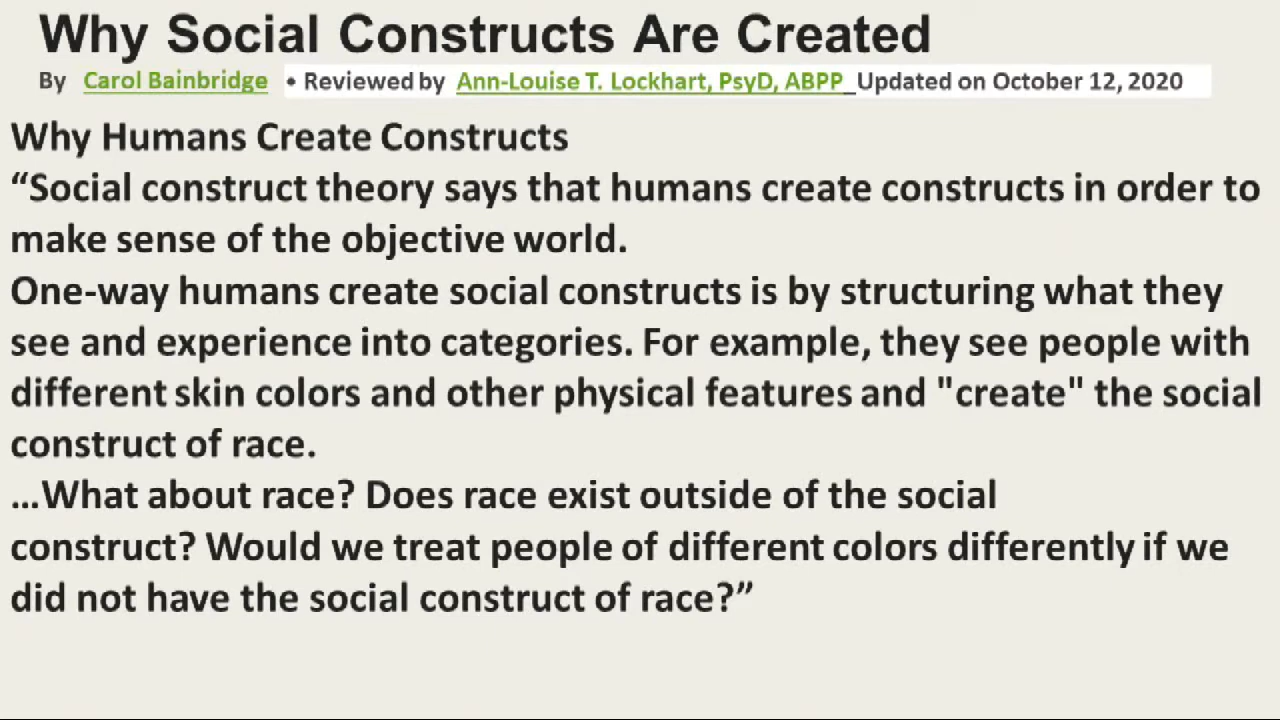 Why Social Constructs Are Created
By Carol Bainbridge • Reviewed by Ann-Louise T. Lockhart, PsyD, ABPP_Updated on October 12, 2020
Why Humans Create Constructs
“Social construct theory says that humans create constructs in order to
make sense of the objective world.
One-way humans create social constructs is by structuring what they
see and experience into categories. For example, they see people with
different skin colors and other physical features and "create" the social
construct of race.
…What about race? Does race exist outside of the social
construct? Would we treat people of different colors differently if we
did not have the social construct of race?”